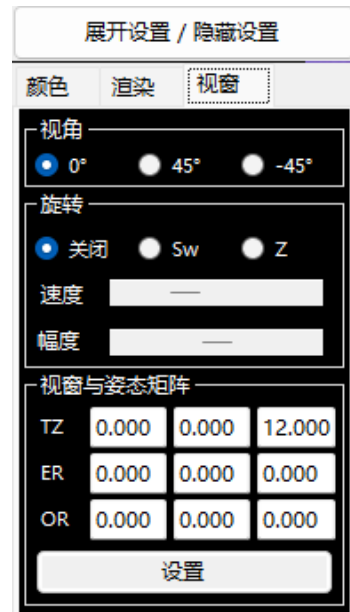 展开设置 / 隐藏设置
颜色 渲染 视窗
视角
0° 45° -45°
旋转
关闭 Sw Z
速度
幅度
视窗与姿态矩阵
TZ 0.000 0.000 12.000
ER 0.000 0.000 0.000
OR 0.000 0.000 0.000
设置